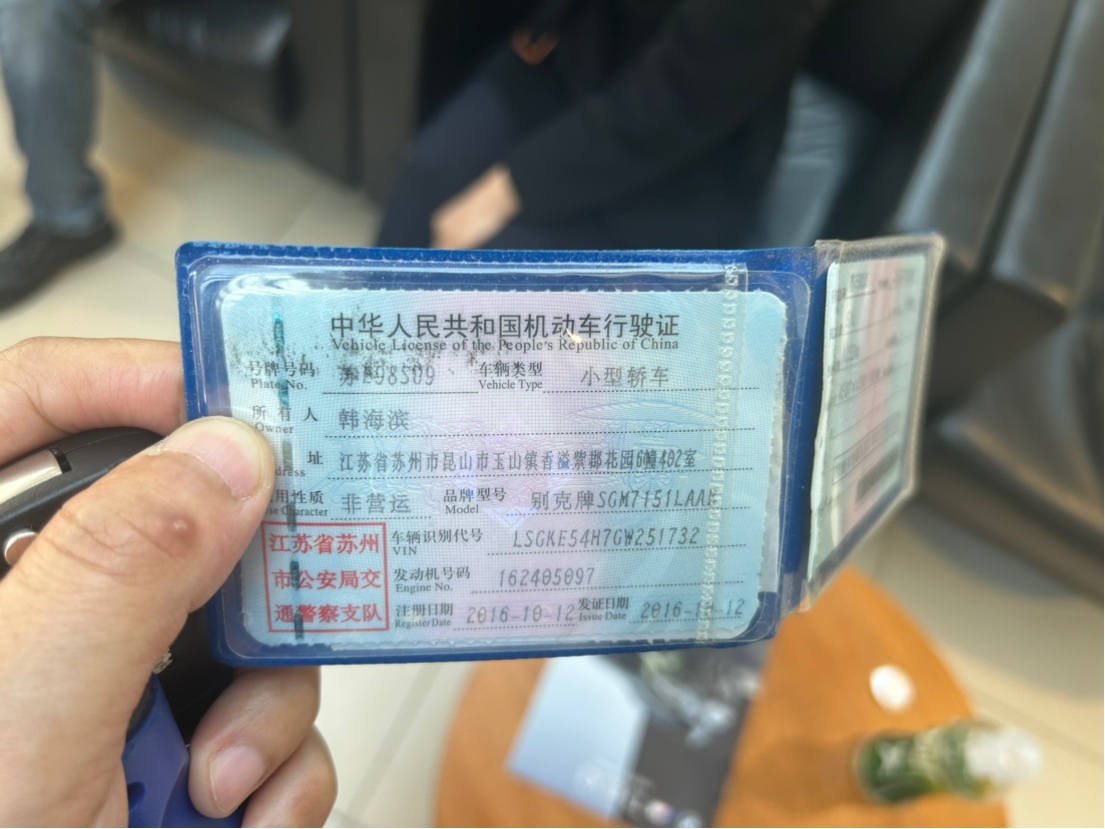 中华人民共和国机动车行驶证
Vehicle License of the People's Republic of China
号牌号码 苏E98S09 车辆类型 小型轿车
Plate No. Vehicle Type
所有人 韩海滨
Owner
址 江苏省苏州市昆山市玉山镇香溢紫郡花园6幢402室
用性质 非营运 品牌型号 别克牌SGM7151LAA
Character Model
江苏省苏州
市公安局交
通警察支队
车辆识别代号 LSGKE54H7GW251732
VIN
发动机号码 162405097
Engine No.
注册日期 2016-10-12 发证日期 2016-10-12
Register Date Issue Date